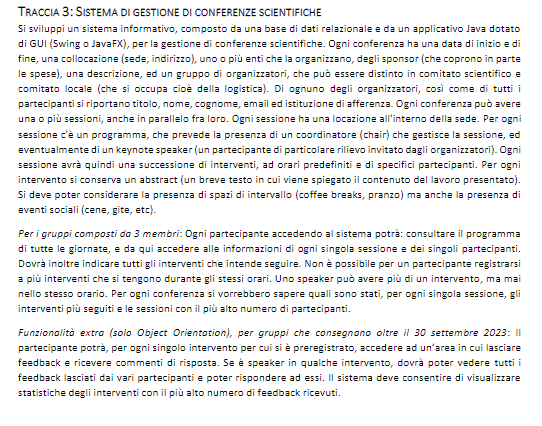 TRACCIA 3: SISTEMA DI GESTIONE DI CONFERENZE SCIENTIFICHE
Si sviluppi un sistema informativo, composto da una base di dati relazionale e da un applicativo Java dotato
di GUI (Swing o JavaFX), per la gestione di conferenze scientifiche. Ogni conferenza ha una data di inizio e di
fine, una collocazione (sede, indirizzo), uno o più enti che la organizzano, degli sponsor (che coprono in parte
le spese), una descrizione, ed un gruppo di organizzatori, che può essere distinto in comitato scientifico e
comitato locale (che si occupa cioè della logistica). Di ognuno degli organizzatori, così come di tutti i
partecipanti si riportano titolo, nome, cognome, email ed istituzione di afferenza. Ogni conferenza può avere
una o più sessioni, anche in parallelo fra loro. Ogni sessione ha una locazione all'interno della sede. Per ogni
sessione c'è un programma, che prevede la presenza di un coordinatore (chair) che gestisce la sessione, ed
eventualmente di un keynote speaker (un partecipante di particolare rilievo invitato dagli organizzatori). Ogni
sessione avrà quindi una successione di interventi, ad orari predefiniti e di specifici partecipanti. Per ogni
intervento si conserva un abstract (un breve testo in cui viene spiegato il contenuto del lavoro presentato).
Si deve poter considerare la presenza di spazi di intervallo (coffee breaks, pranzo) ma anche la presenza di
eventi sociali (cene, gite, etc).
Per i gruppi composti da 3 membri: Ogni partecipante accedendo al sistema potrà: consultare il programma
di tutte le giornate, e da qui accedere alle informazioni di ogni singola sessione e dei singoli partecipanti.
Dovrà inoltre indicare tutti gli interventi che intende seguire. Non è possibile per un partecipante registrarsi
a più interventi che si tengono durante gli stessi orari. Uno speaker può avere più di un intervento, ma mai
nello stesso orario. Per ogni conferenza si vorrebbero sapere quali sono stati, per ogni singola sessione, gli
interventi più seguiti e le sessioni con il più alto numero di partecipanti.
Funzionalità extra (solo Object Orientation), per gruppi che consegnano oltre il 30 settembre 2023: Il
partecipante potrà, per ogni singolo intervento per cui si è preregistrato, accedere ad un'area in cui lasciare
feedback e ricevere commenti di risposta. Se è speaker in qualche intervento, dovrà poter vedere tutti i
feedback lasciati dai vari partecipanti e poter rispondere ad essi. Il sistema deve consentire di visualizzare
statistiche degli interventi con il più alto numero di feedback ricevuti.